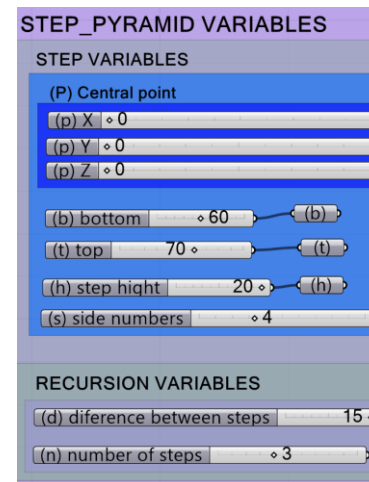 STEP_PYRAMID VARIABLES
STEP VARIABLES
(P) Central point
(p) X 0
(p) Y 0
(p) Z 0
(b) bottom 60 (b)
(t) top 70 (t)
(h) step hight 20 (h)
(s) side numbers 4
RECURSION VARIABLES
(d) diference between steps 15
(n) number of steps 3